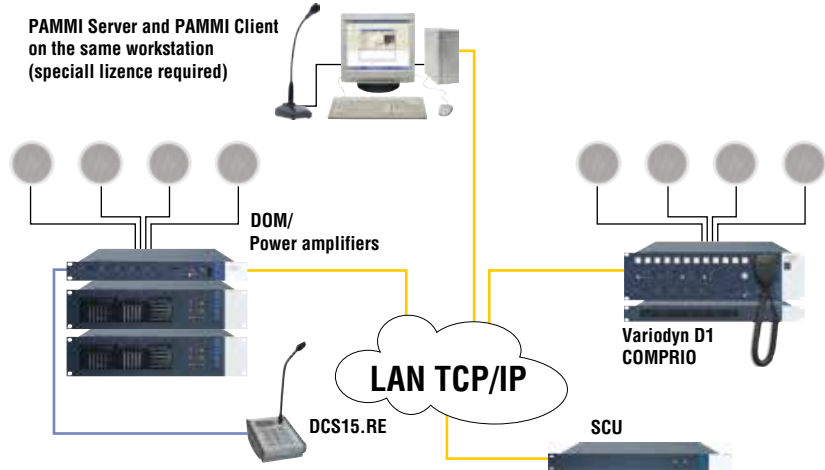 PAMMI Server and PAMMI Client
on the same workstation
(speciall lizence required)
DOM/
Power amplifiers
Variodyn D1
COMPRIO
LAN TCP/IP
DCS15.RE
SCU